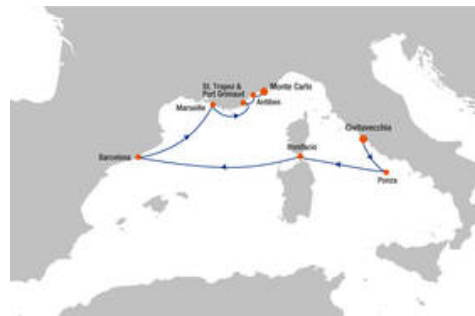 St. Tropez &
Port Grimaud
Monte Carlo
Antibes
Marseille
Civitavecchia
Barcelona
Bonifacio
Ponza